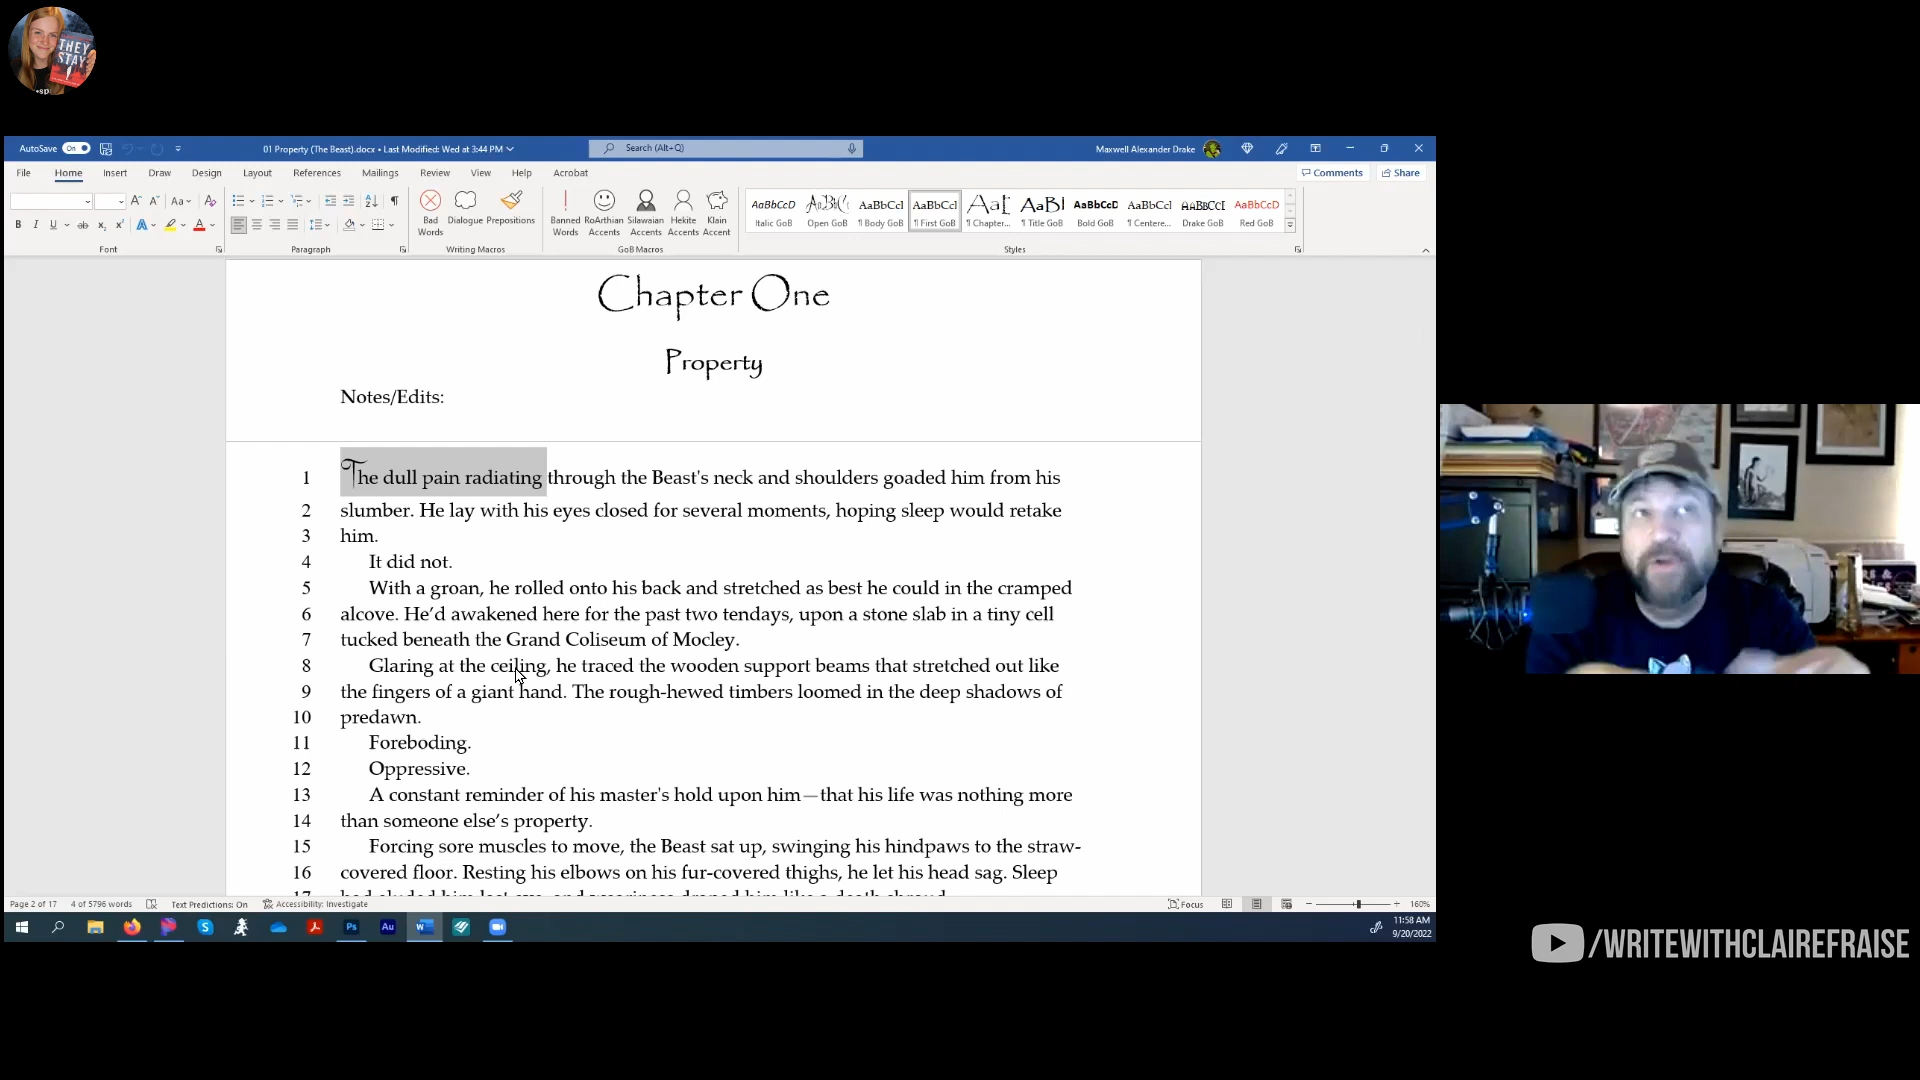 THEY
STAY
AutoSave On
01 Property (The Beast).docx • Last Modified: Wed at 3:44 PM
Search (Alt+Q)
Maxwell Alexander Drake
File Home Insert Draw Design Layout References Mailings Review View Help Acrobat
Comments Share
Bad Words
Dialogue
Prepositions
Banned Words
RoArthian Accents
Silawaian Accents
Hekite Accents
Klain Accent
AaBbCcD AaBbCc AaBbCcI AaBbCcI AaI AaBI AaBbCcD AaBbCcI AABBCCI AaBbCcD
Italic GoB Open GoB ¶ Body GoB ¶ First GoB ¶ Chapter... ¶ Title GoB Bold GoB ¶ Centere... Drake GoB Red GoB
Font Paragraph Writing Macros GoB Macros Styles
Chapter One
Property
Notes/Edits:
1 The dull pain radiating through the Beast's neck and shoulders goaded him from his
2 slumber. He lay with his eyes closed for several moments, hoping sleep would retake
3 him.
4 It did not.
5 With a groan, he rolled onto his back and stretched as best he could in the cramped
6 alcove. He’d awakened here for the past two tendays, upon a stone slab in a tiny cell
7 tucked beneath the Grand Coliseum of Mocley.
8 Glaring at the ceiling, he traced the wooden support beams that stretched out like
9 the fingers of a giant hand. The rough-hewed timbers loomed in the deep shadows of
10 predawn.
11 Foreboding.
12 Oppressive.
13 A constant reminder of his master's hold upon him—that his life was nothing more
14 than someone else’s property.
15 Forcing sore muscles to move, the Beast sat up, swinging his hindpaws to the straw-
16 covered floor. Resting his elbows on his fur-covered thighs, he let his head sag. Sleep
Page 2 of 17 4 of 5796 words Text Predictions: On Accessibility: Investigate
Focus 160%
11:58 AM
9/20/2022
/WRITEWITHCLAIREFRAISE